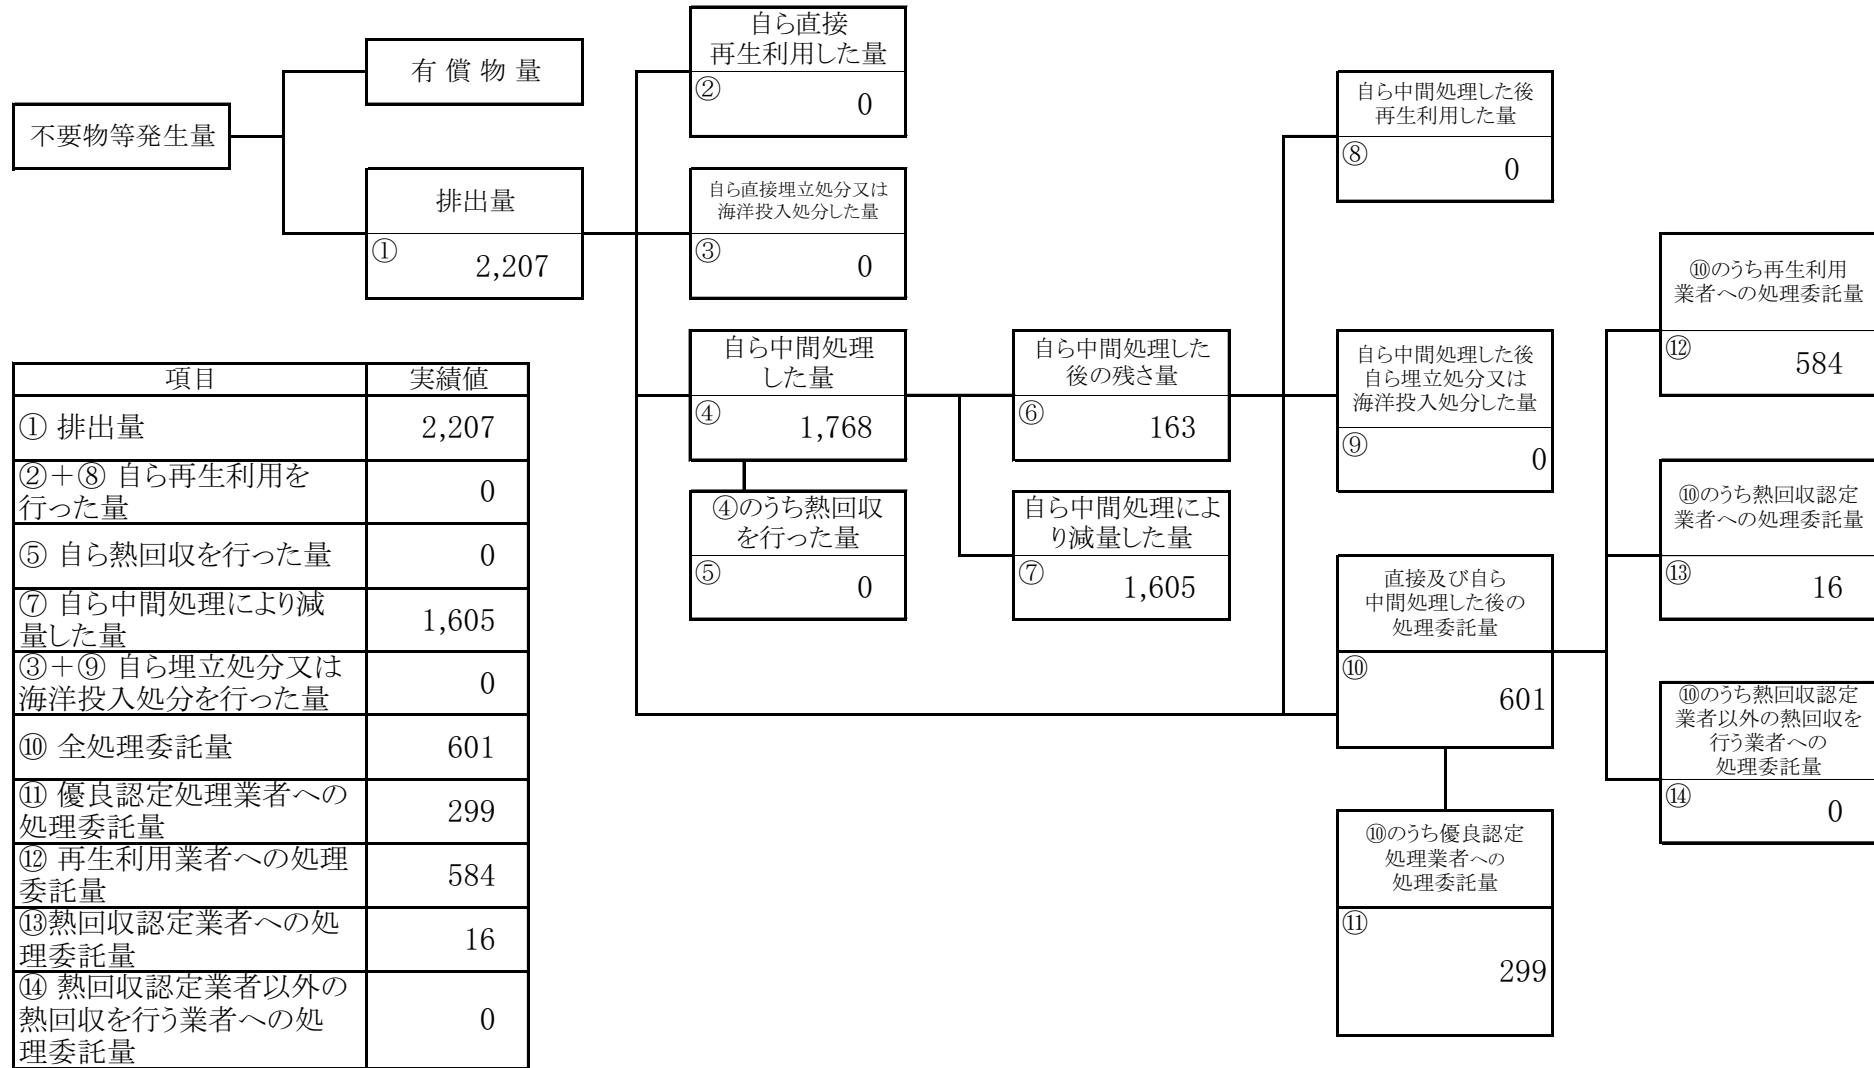 不要物等発生量
有 償 物 量
排出量
①
2,207
自ら直接
再生利用した量
②
0
自ら直接埋立処分又は
海洋投入処分した量
③
0
自ら中間処理
した量
④
1,768
④のうち熱回収
を行った量
⑤
0
自ら中間処理した
後の残さ量
⑥
163
自ら中間処理によ
り減量した量
⑦
1,605
自ら中間処理した後
再生利用した量
⑧
0
自ら中間処理した後
自ら埋立処分又は
海洋投入処分した量
⑨
0
直接及び自ら
中間処理した後の
処理委託量
⑩
601
⑩のうち優良認定
処理業者への
処理委託量
⑪
299
⑩のうち再生利用
業者への処理委託量
⑫
584
⑩のうち熱回収認定
業者への処理委託量
⑬
16
⑩のうち熱回収認定
業者以外の熱回収を
行う業者への
処理委託量
⑭
0
項目 実績値
① 排出量 2,207
②＋⑧ 自ら再生利用を
行った量 0
⑤ 自ら熱回収を行った量 0
⑦ 自ら中間処理により減
量した量 1,605
③＋⑨ 自ら埋立処分又は
海洋投入処分を行った量 0
⑩ 全処理委託量 601
⑪ 優良認定処理業者への
処理委託量 299
⑫ 再生利用業者への処理
委託量 584
⑬熱回収認定業者への処
理委託量 16
⑭ 熱回収認定業者以外の
熱回収を行う業者への処
理委託量 0